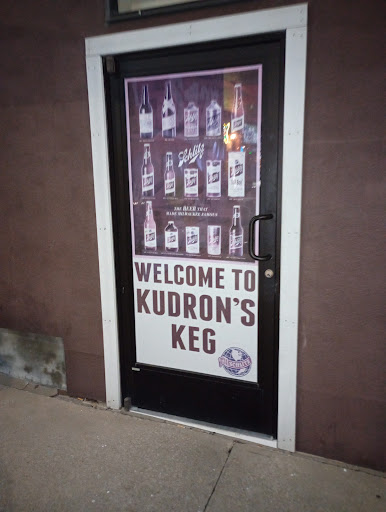 Schlitz
THE BEER THAT
MADE MILWAUKEE FAMOUS
WELCOME TO
KUDRON'S
KEG